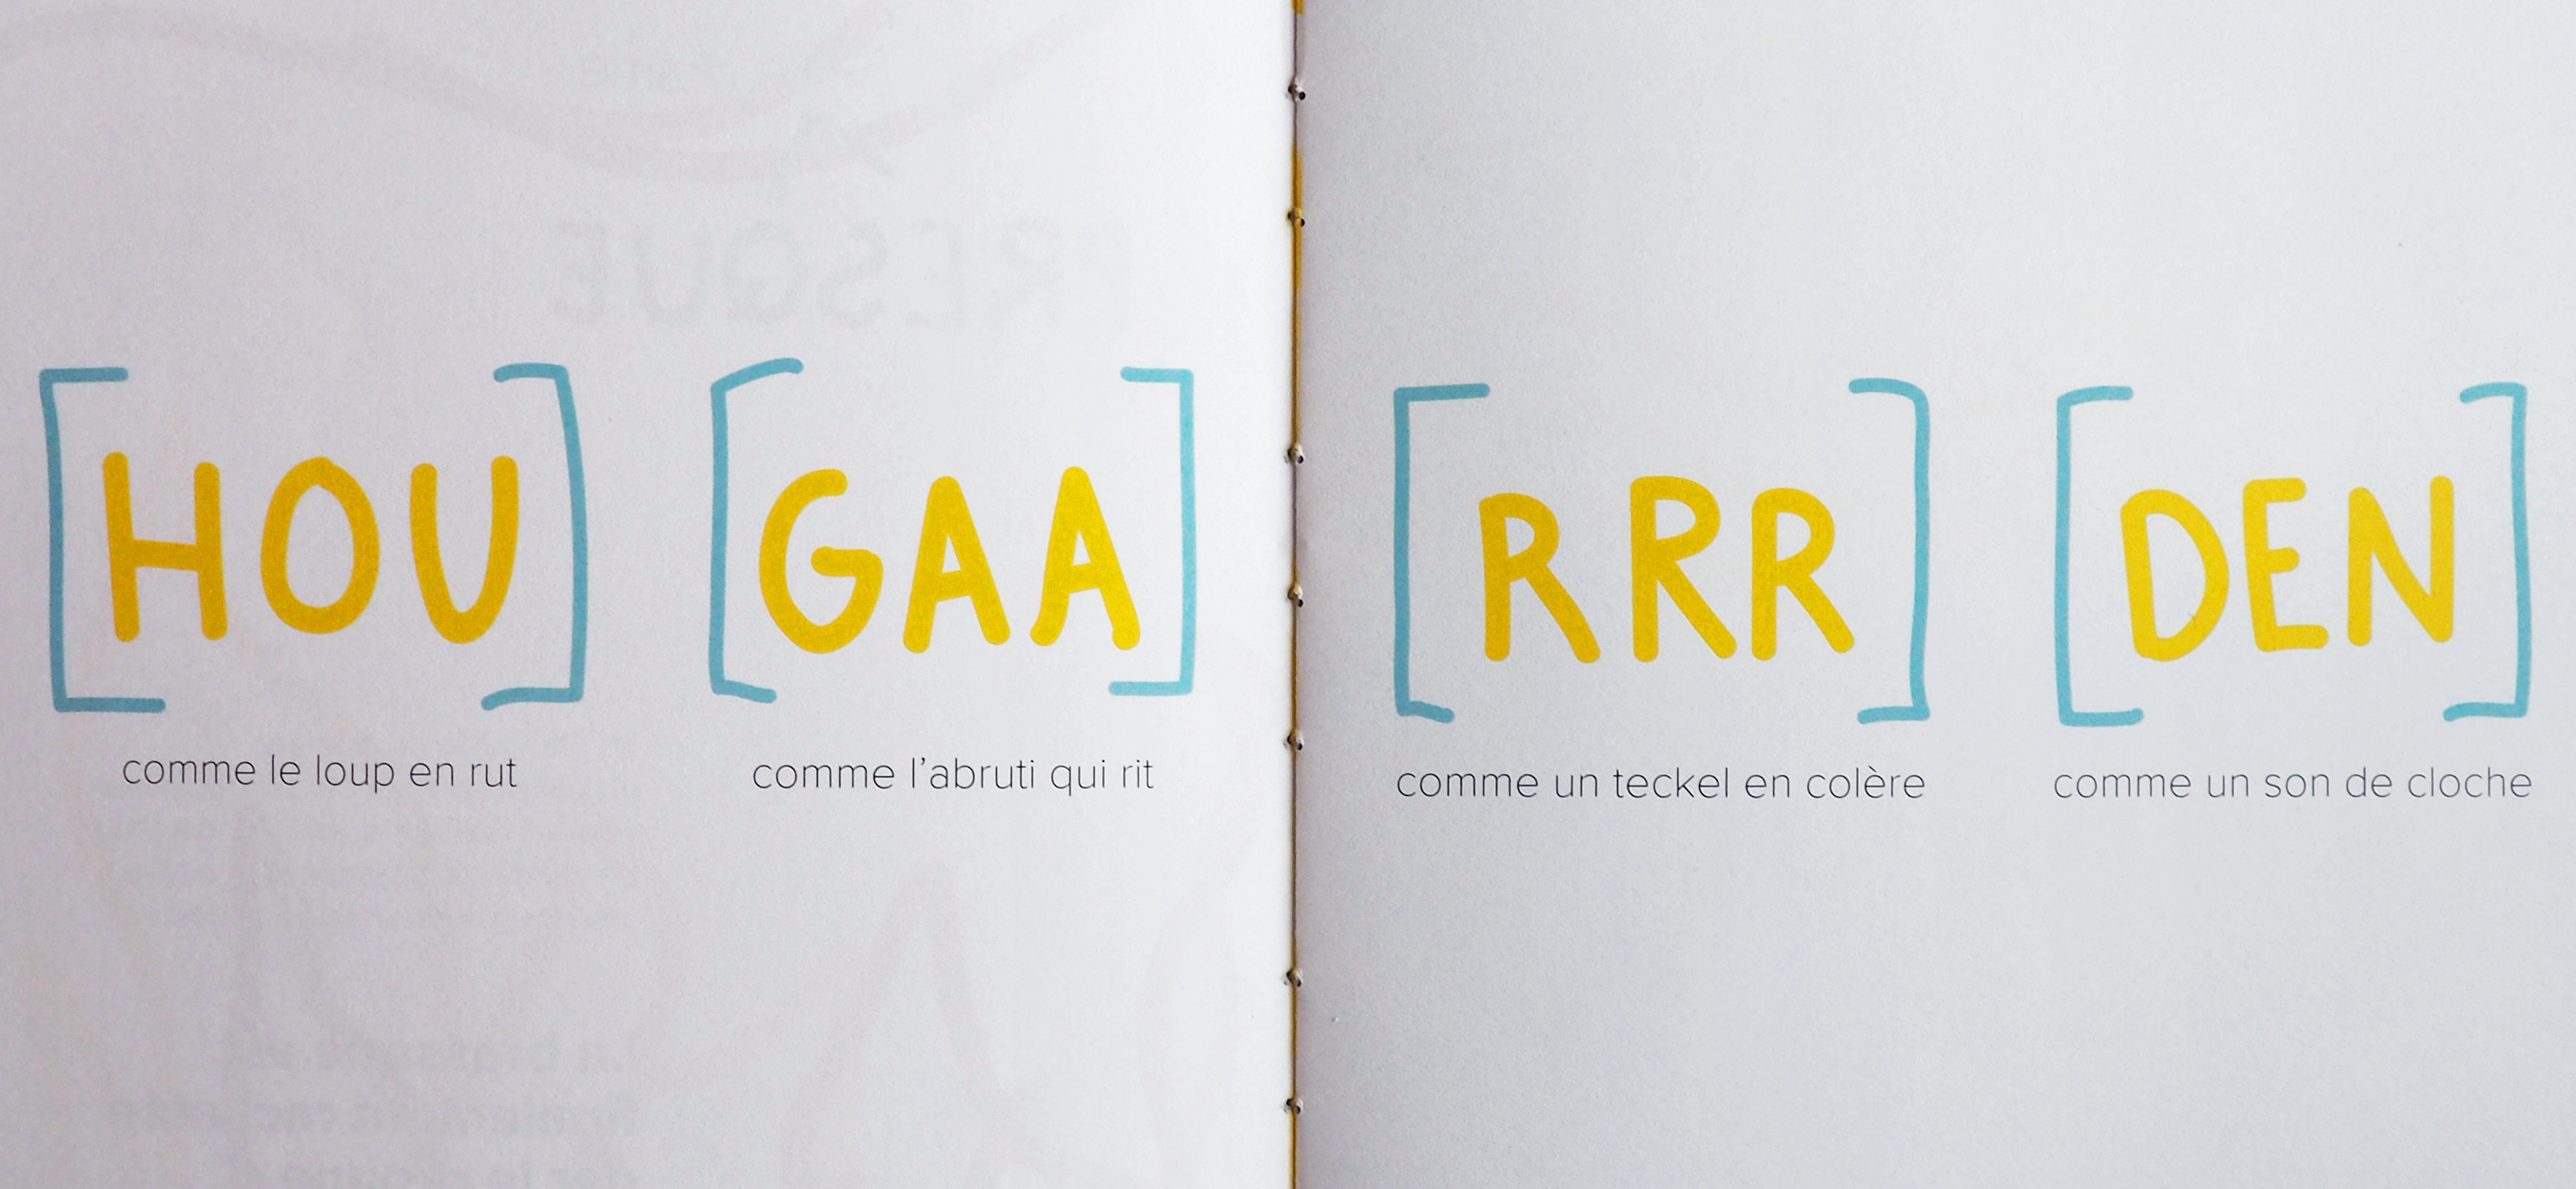 [HOU] [GAA] [RRR] [DEN]
comme le loup en rut comme l'abruti qui rit comme un teckel en colère comme un son de cloche
PRESQUE